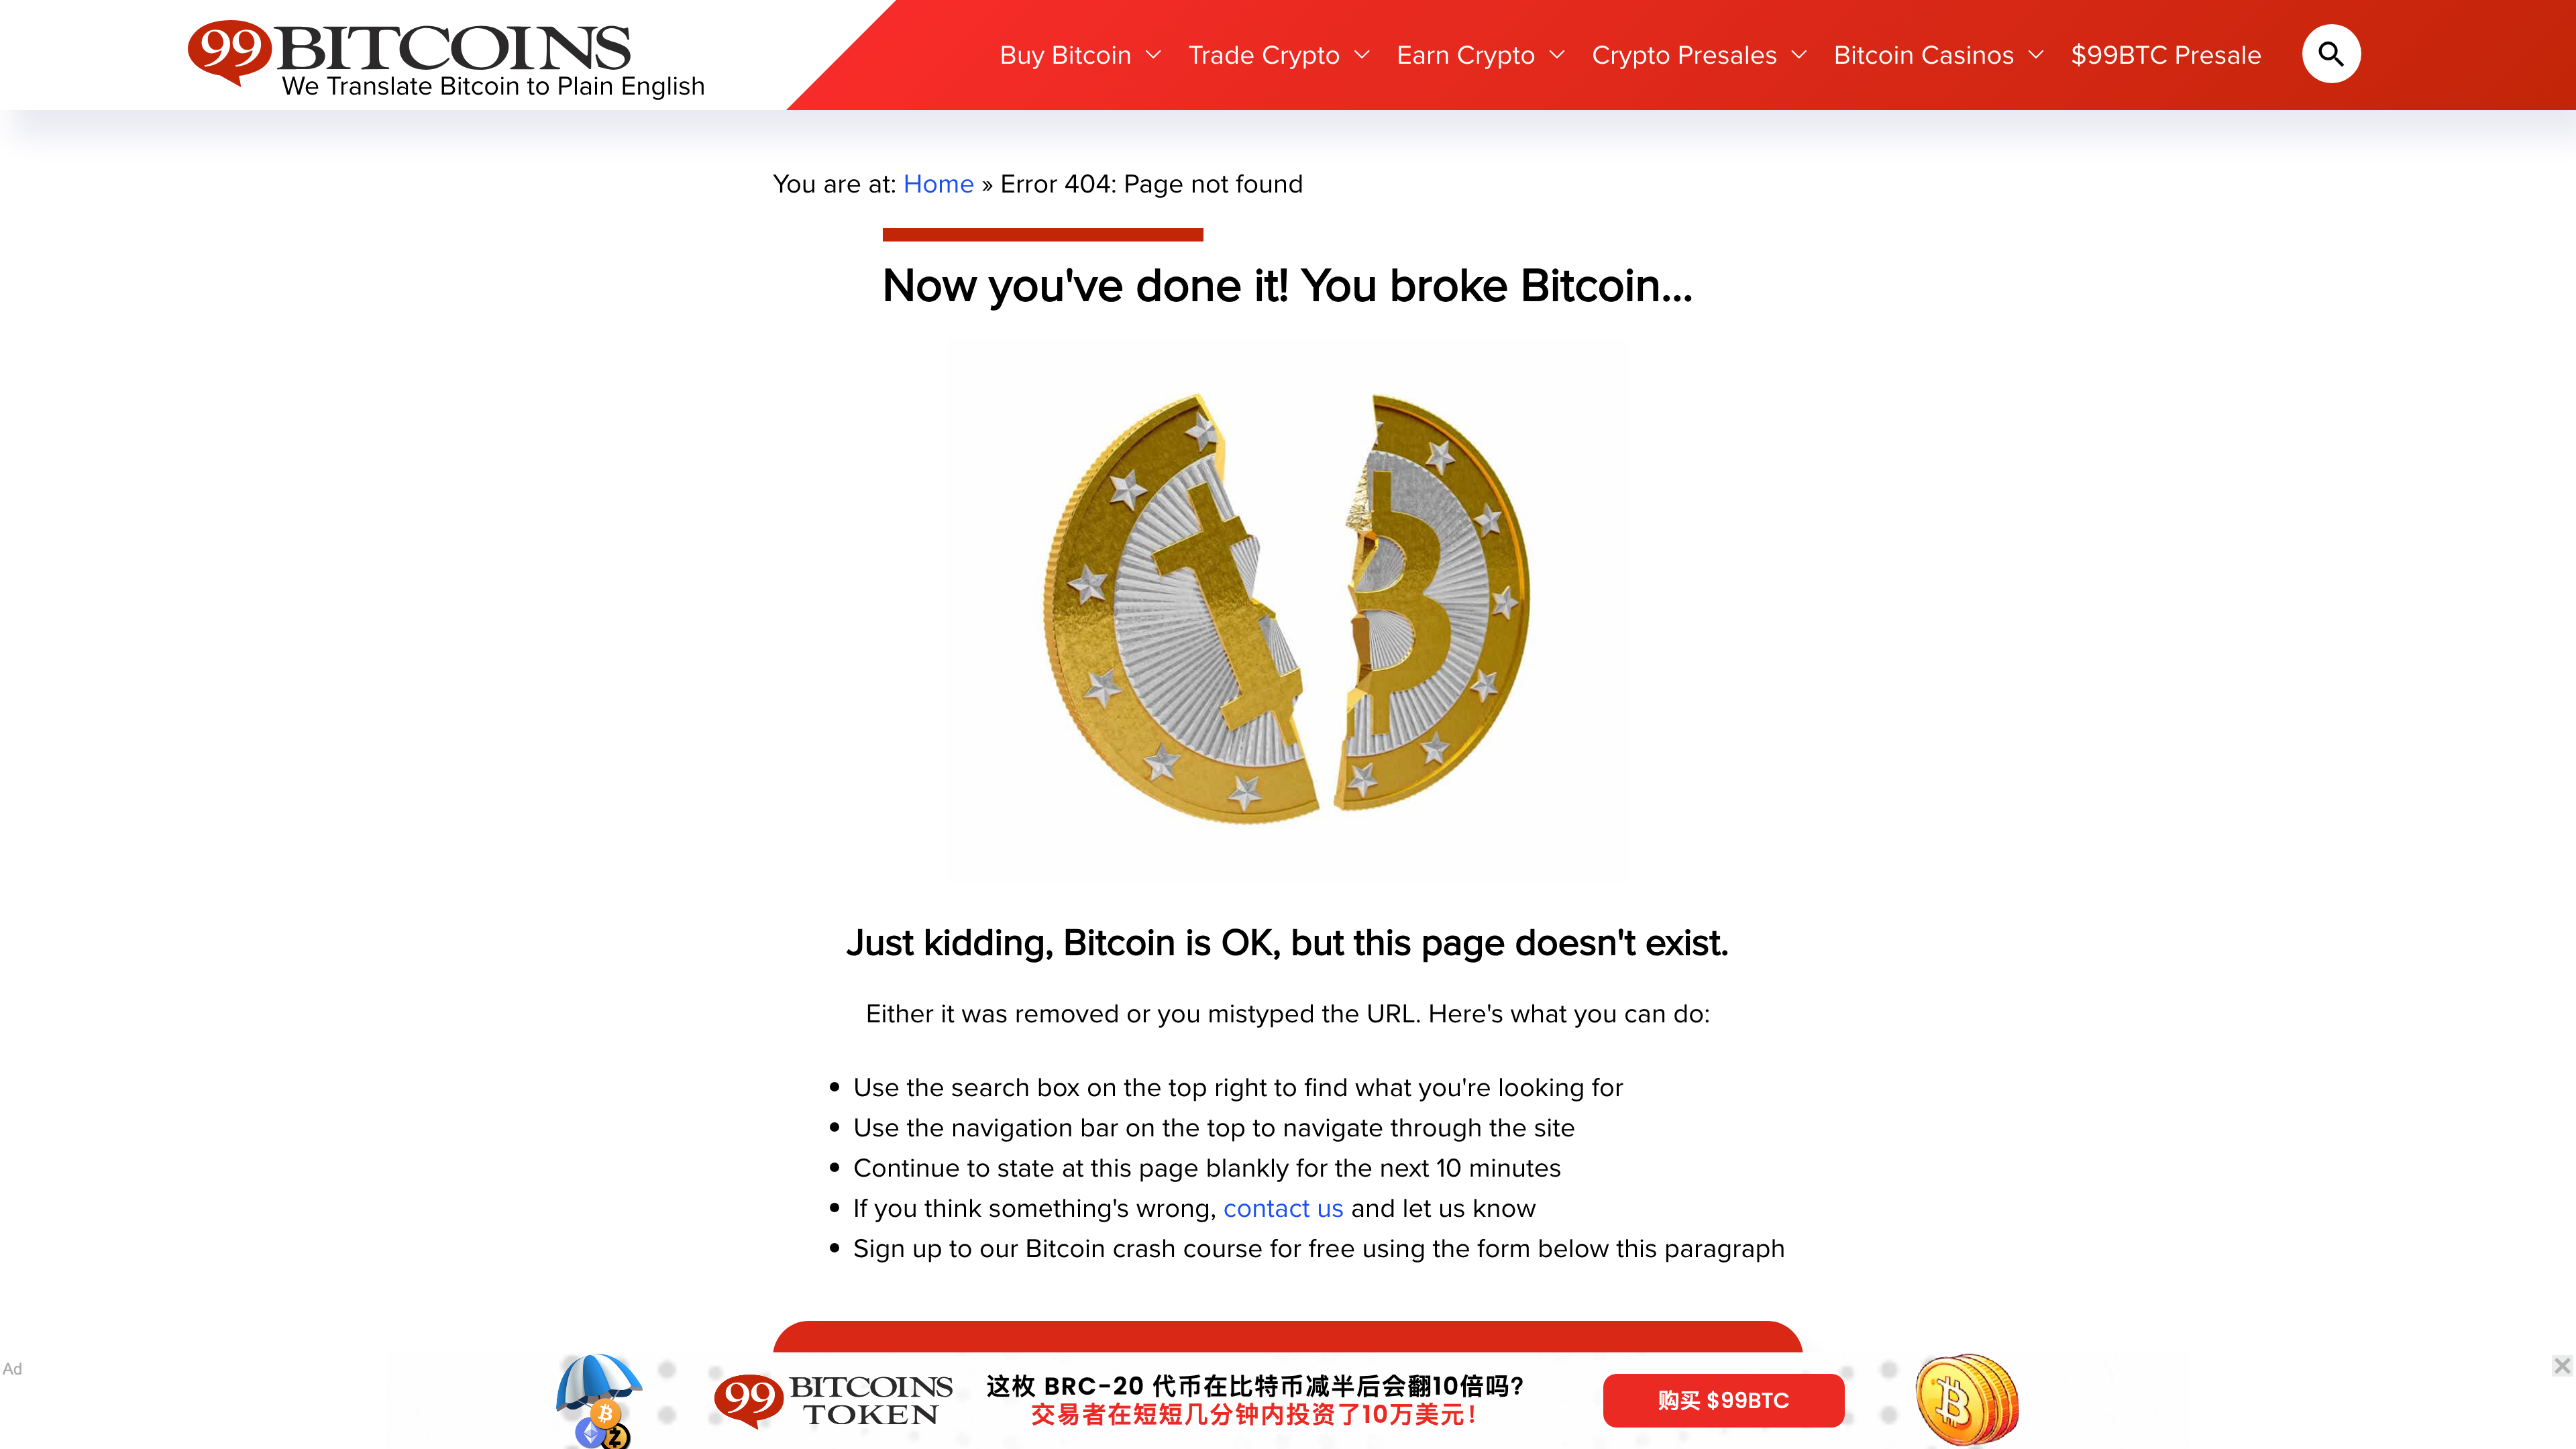 99 BITCOINS
We Translate Bitcoin to Plain English
Buy Bitcoin Trade Crypto Earn Crypto Crypto Presales Bitcoin Casinos $99BTC Presale
You are at: Home » Error 404: Page not found
Now you've done it! You broke Bitcoin...
Just kidding, Bitcoin is OK, but this page doesn't exist.
Either it was removed or you mistyped the URL. Here's what you can do:
• Use the search box on the top right to find what you're looking for
• Use the navigation bar on the top to navigate through the site
• Continue to state at this page blankly for the next 10 minutes
• If you think something's wrong, contact us and let us know
• Sign up to our Bitcoin crash course for free using the form below this paragraph
Ad
99 BITCOINS
TOKEN
这枚 BRC-20 代币在比特币减半后会翻10倍吗?
交易者在短短几分钟内投资了10万美元!
购买 $99BTC